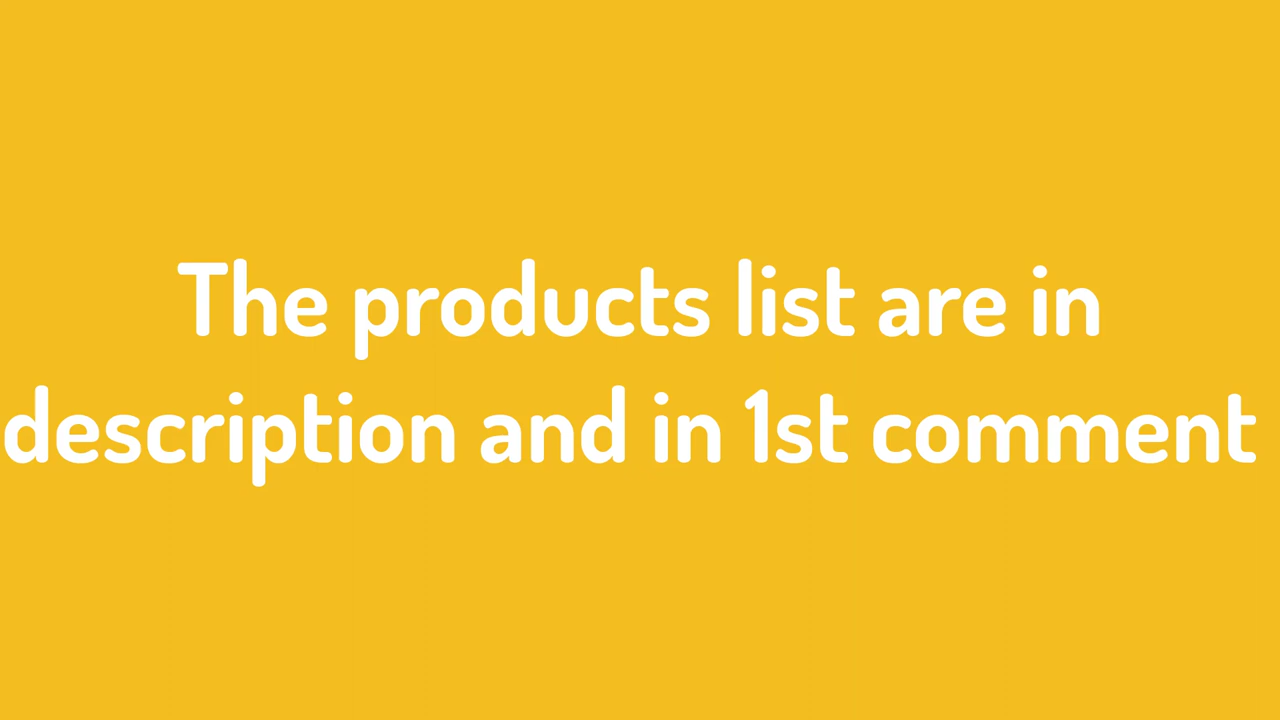 The products list are in
description and in 1st comment